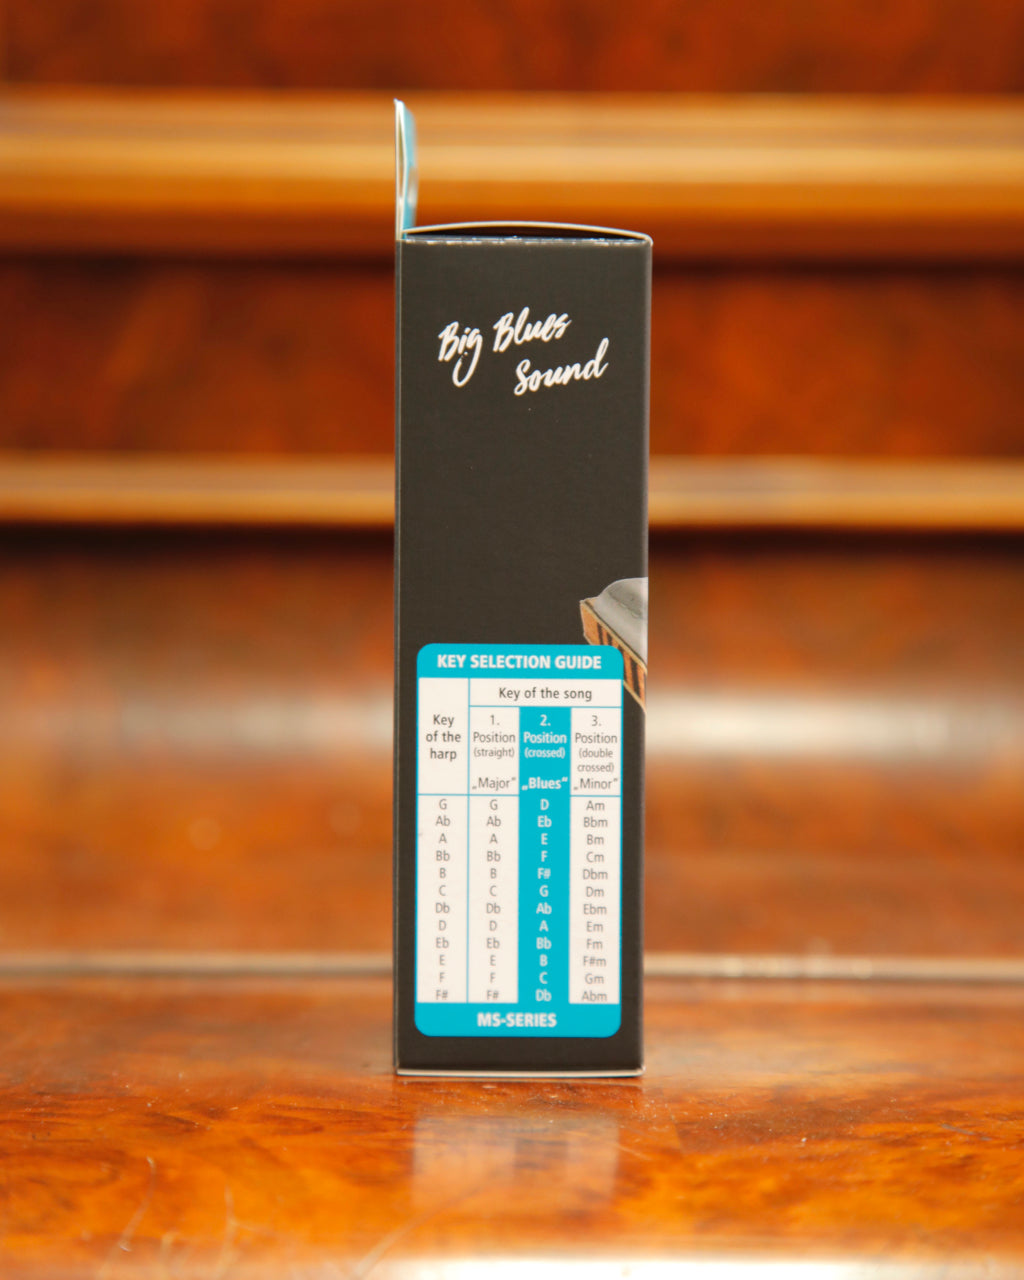 Big Blues
Sound
KEY SELECTION GUIDE
Key of the song
Key
of the
harp
1.
Position
(straight)
„Major“
2.
Position
(crossed)
„Blues“
3.
Position
(double
crossed)
„Minor“
G G D Am
Ab Ab Eb Bbm
A A E Bm
Bb Bb F Cm
B B F# Dbm
C C G Dm
Db Db Ab Ebm
D D A Em
Eb Eb Bb Fm
E E B F#m
F F C Gm
F# F# Db Abm
MS-SERIES